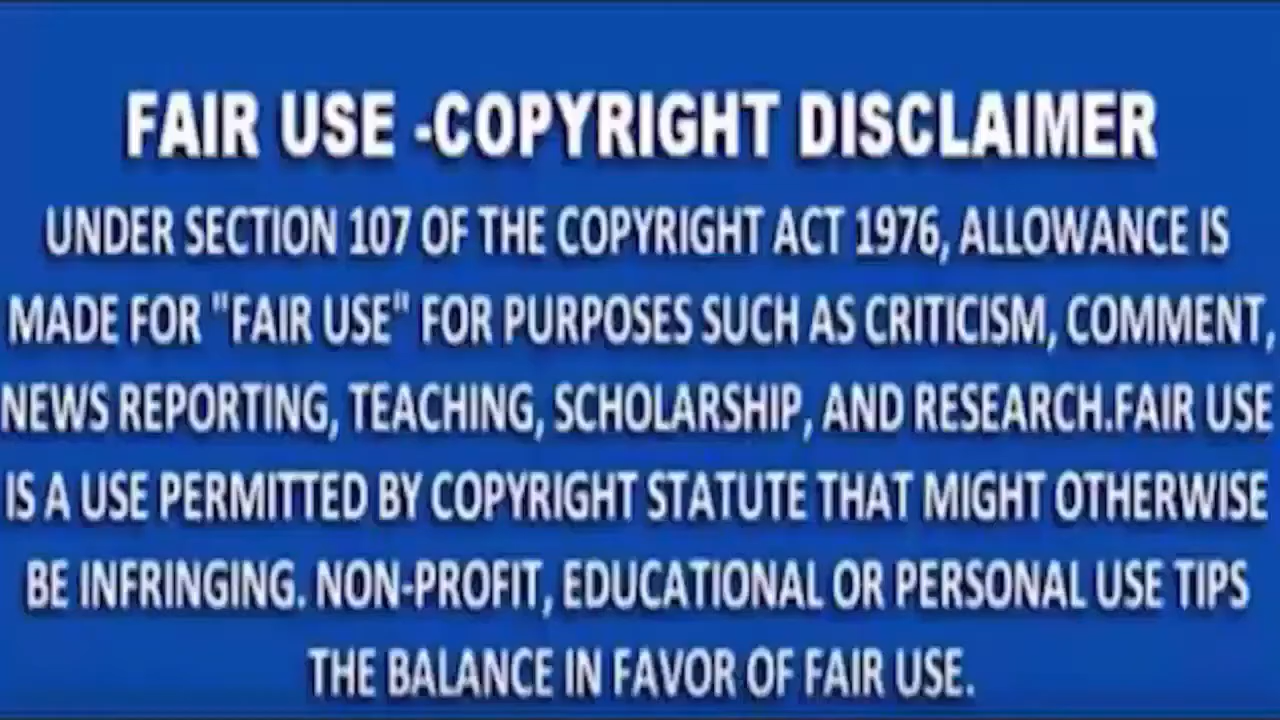 FAIR USE -COPYRIGHT DISCLAIMER
UNDER SECTION 107 OF THE COPYRIGHT ACT 1976, ALLOWANCE IS
MADE FOR "FAIR USE" FOR PURPOSES SUCH AS CRITICISM, COMMENT,
NEWS REPORTING, TEACHING, SCHOLARSHIP, AND RESEARCH.FAIR USE
IS A USE PERMITTED BY COPYRIGHT STATUTE THAT MIGHT OTHERWISE
BE INFRINGING. NON-PROFIT, EDUCATIONAL OR PERSONAL USE TIPS
THE BALANCE IN FAVOR OF FAIR USE.